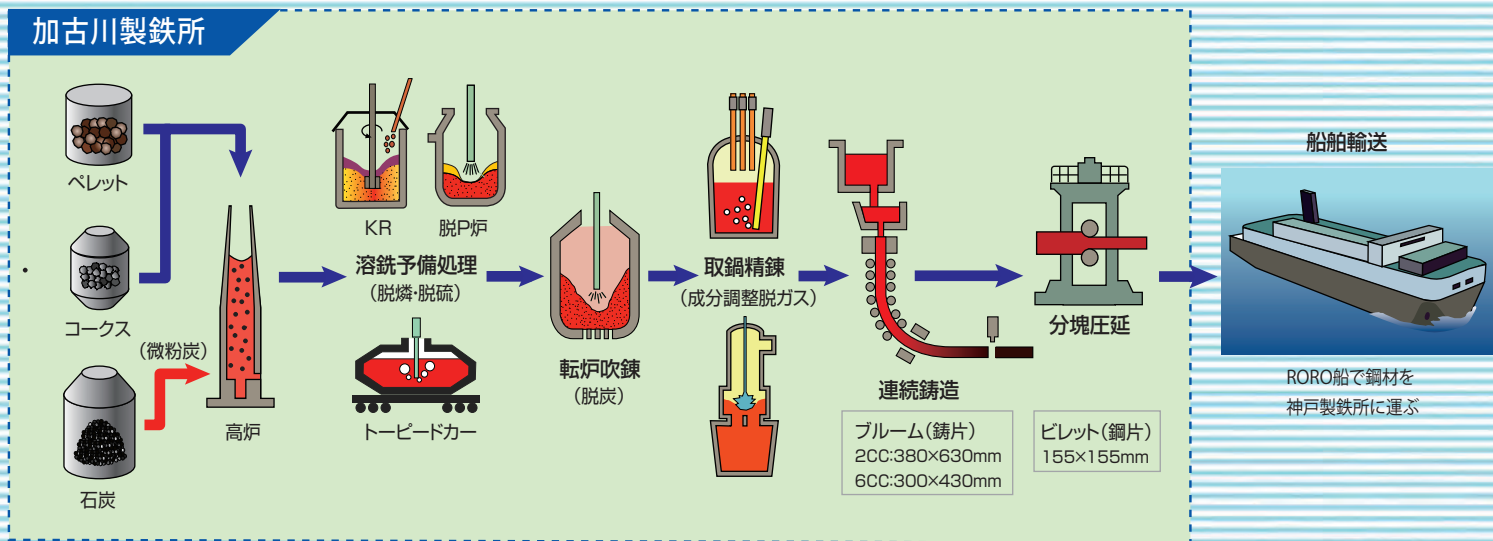 加古川製鉄所
ペレット
コークス
(微粉炭)
石炭
高炉
KR
脱P炉
溶銑予備処理
(脱燐・脱硫)
トーピードカー
転炉吹錬
(脱炭)
取鍋精錬
(成分調整脱ガス)
連続鋳造
ブルーム(鋳片)
2CC:380×630mm
6CC:300×430mm
分塊圧延
ビレット(鋼片)
155×155mm
船舶輸送
RORO船で鋼材を
神戸製鉄所に運ぶ